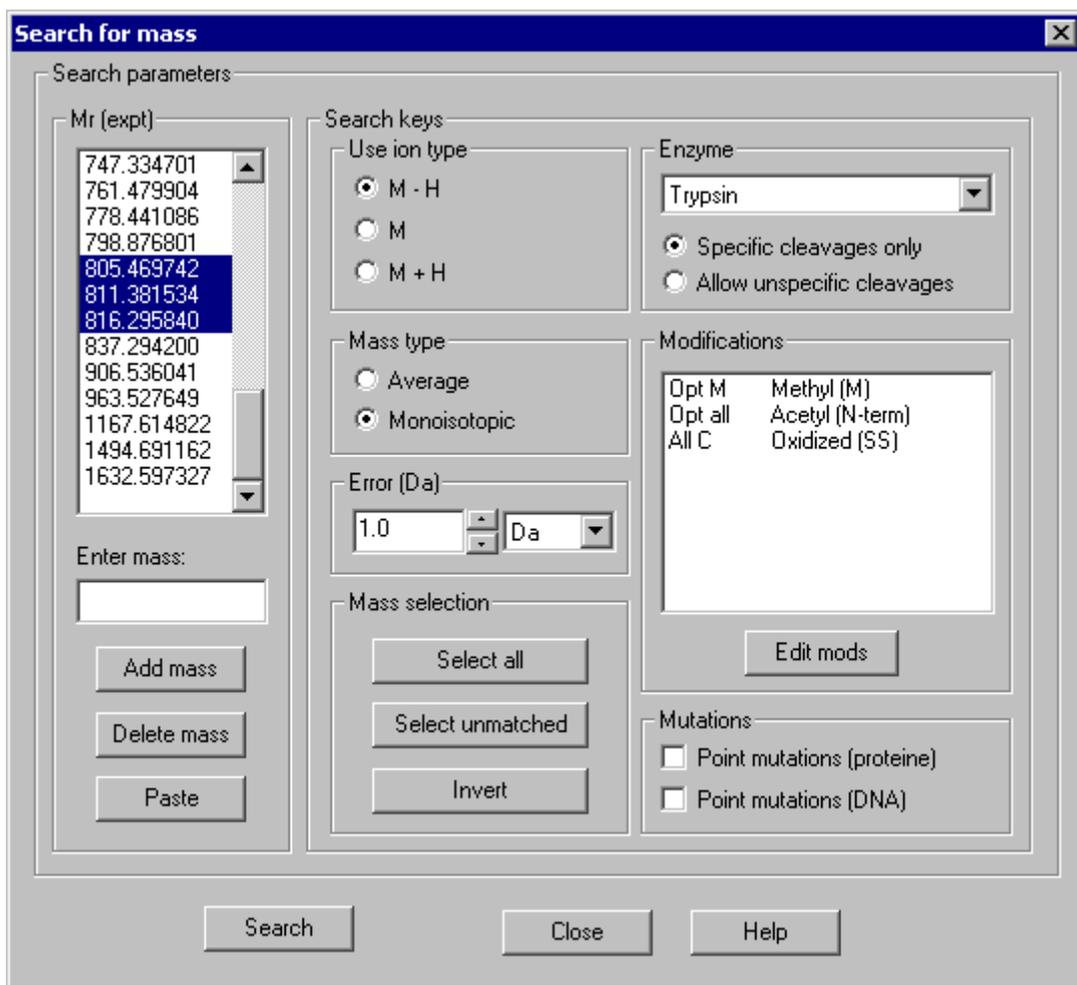 Search for mass
Search parameters
Mr (expt)
747.334701
761.479904
778.441086
798.876801
805.469742
811.381534
816.295840
837.294200
906.536041
963.527649
1167.614822
1494.691162
1632.597327
Enter mass:
Add mass
Delete mass
Paste
Search keys
Use ion type
M - H
M
M + H
Mass type
Average
Monoisotopic
Error (Da)
1.0
Da
Mass selection
Select all
Select unmatched
Invert
Enzyme
Trypsin
Specific cleavages only
Allow unspecific cleavages
Modifications
Opt M Methyl (M)
Opt all Acetyl (N-term)
All C Oxidized (SS)
Edit mods
Mutations
Point mutations (proteine)
Point mutations (DNA)
Search
Close
Help